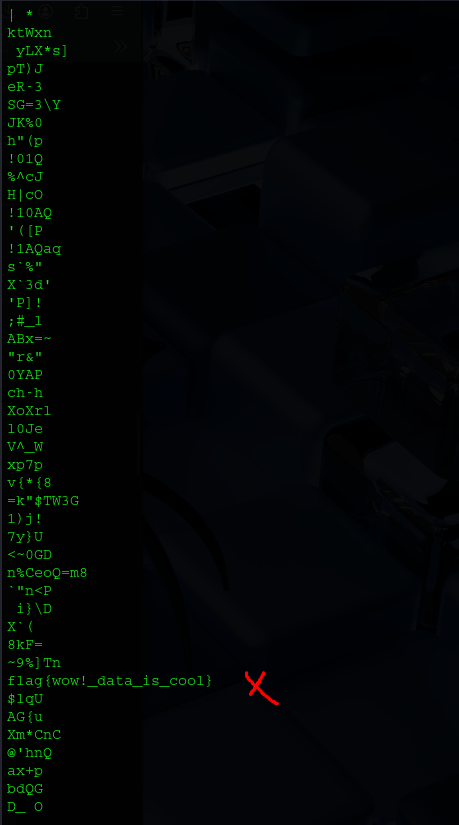 | *
ktWxn
 yLX*s]
pT)J
eR-3
SG=3\Y
JK%0
h"(p
!01Q
%^cJ
H|cO
!10AQ
'([P
!1AQaq
s`%"
X`3d'
'P]!
;#_l
ABx=~
"r&"
0YAP
ch-h
XoXrl
l0Je
V^_W
xp7p
v{*{8
=k"$TW3G
1)j!
7y}U
<~0GD
n%CeoQ=m8
`"n<P
 i}\D
X`(
8kF=
~9%]Tn
flag{wow!_data_is_cool}
$lqU
AG{u
Xm*CnC
@'hnQ
ax+p
bdQG
D_ O